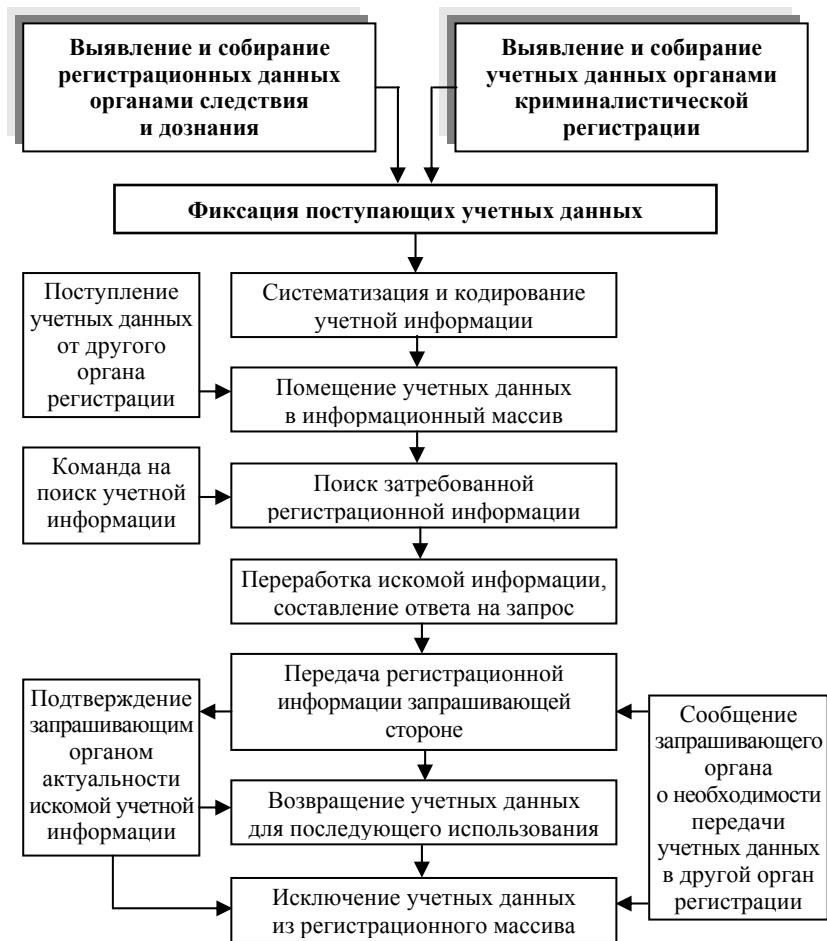 Выявление и собирание
регистрационных данных
органами следствия
и дознания
Выявление и собирание
учетных данных органами
криминалистической
регистрации
Фиксация поступающих учетных данных
Поступление
учетных данных
от другого
органа
регистрации
Систематизация и кодирование
учетной информации
Помещение учетных данных
в информационный массив
Команда на
поиск учетной
информации
Поиск затребованной
регистрационной информации
Переработка искомой информации,
составление ответа на запрос
Передача регистрационной
информации запрашивающей
стороне
Подтверждение
запрашивающим
органом
актуальности
искомой учетной
информации
Сообщение
запрашивающего
органа
о необходимости
передачи
учетных данных
в другой орган
регистрации
Возвращение учетных данных
для последующего использования
Исключение учетных данных
из регистрационного массива